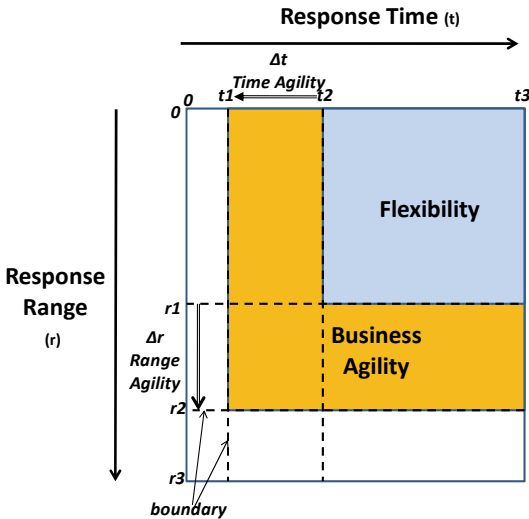 Response Time (t)
Δt
Time Agility
0
t1
t2
t3
0
Flexibility
Response
Range
(r)
r1
Δr
Range
Agility
Business
Agility
r2
r3
boundary